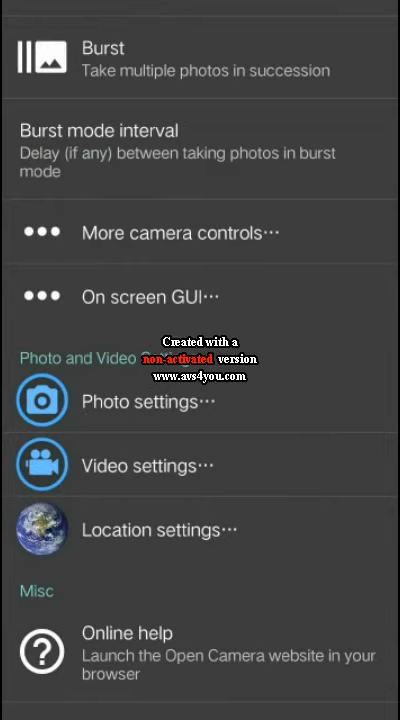 Burst
Take multiple photos in succession
Burst mode interval
Delay (if any) between taking photos in burst
mode
More camera controls...
On screen GUI...
Created with a
non-activated version
www.avs4you.com
Photo and Video
Photo settings...
Video settings...
Location settings...
Misc
Online help
Launch the Open Camera website in your
browser